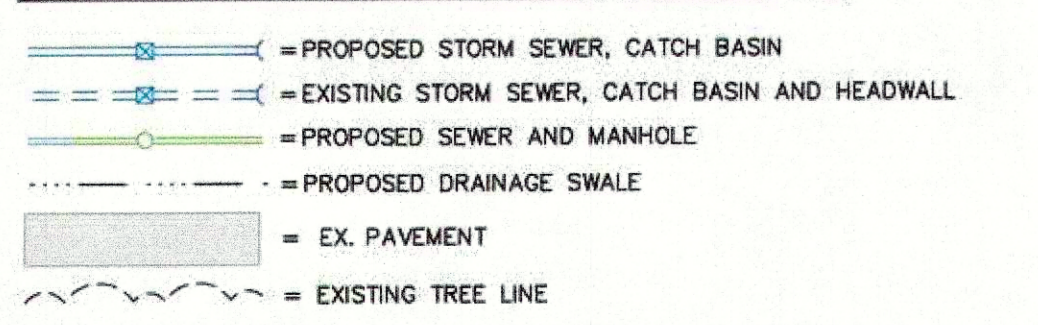 = PROPOSED STORM SEWER, CATCH BASIN
= EXISTING STORM SEWER, CATCH BASIN AND HEADWALL
= PROPOSED SEWER AND MANHOLE
= PROPOSED DRAINAGE SWALE
= EX. PAVEMENT
= EXISTING TREE LINE